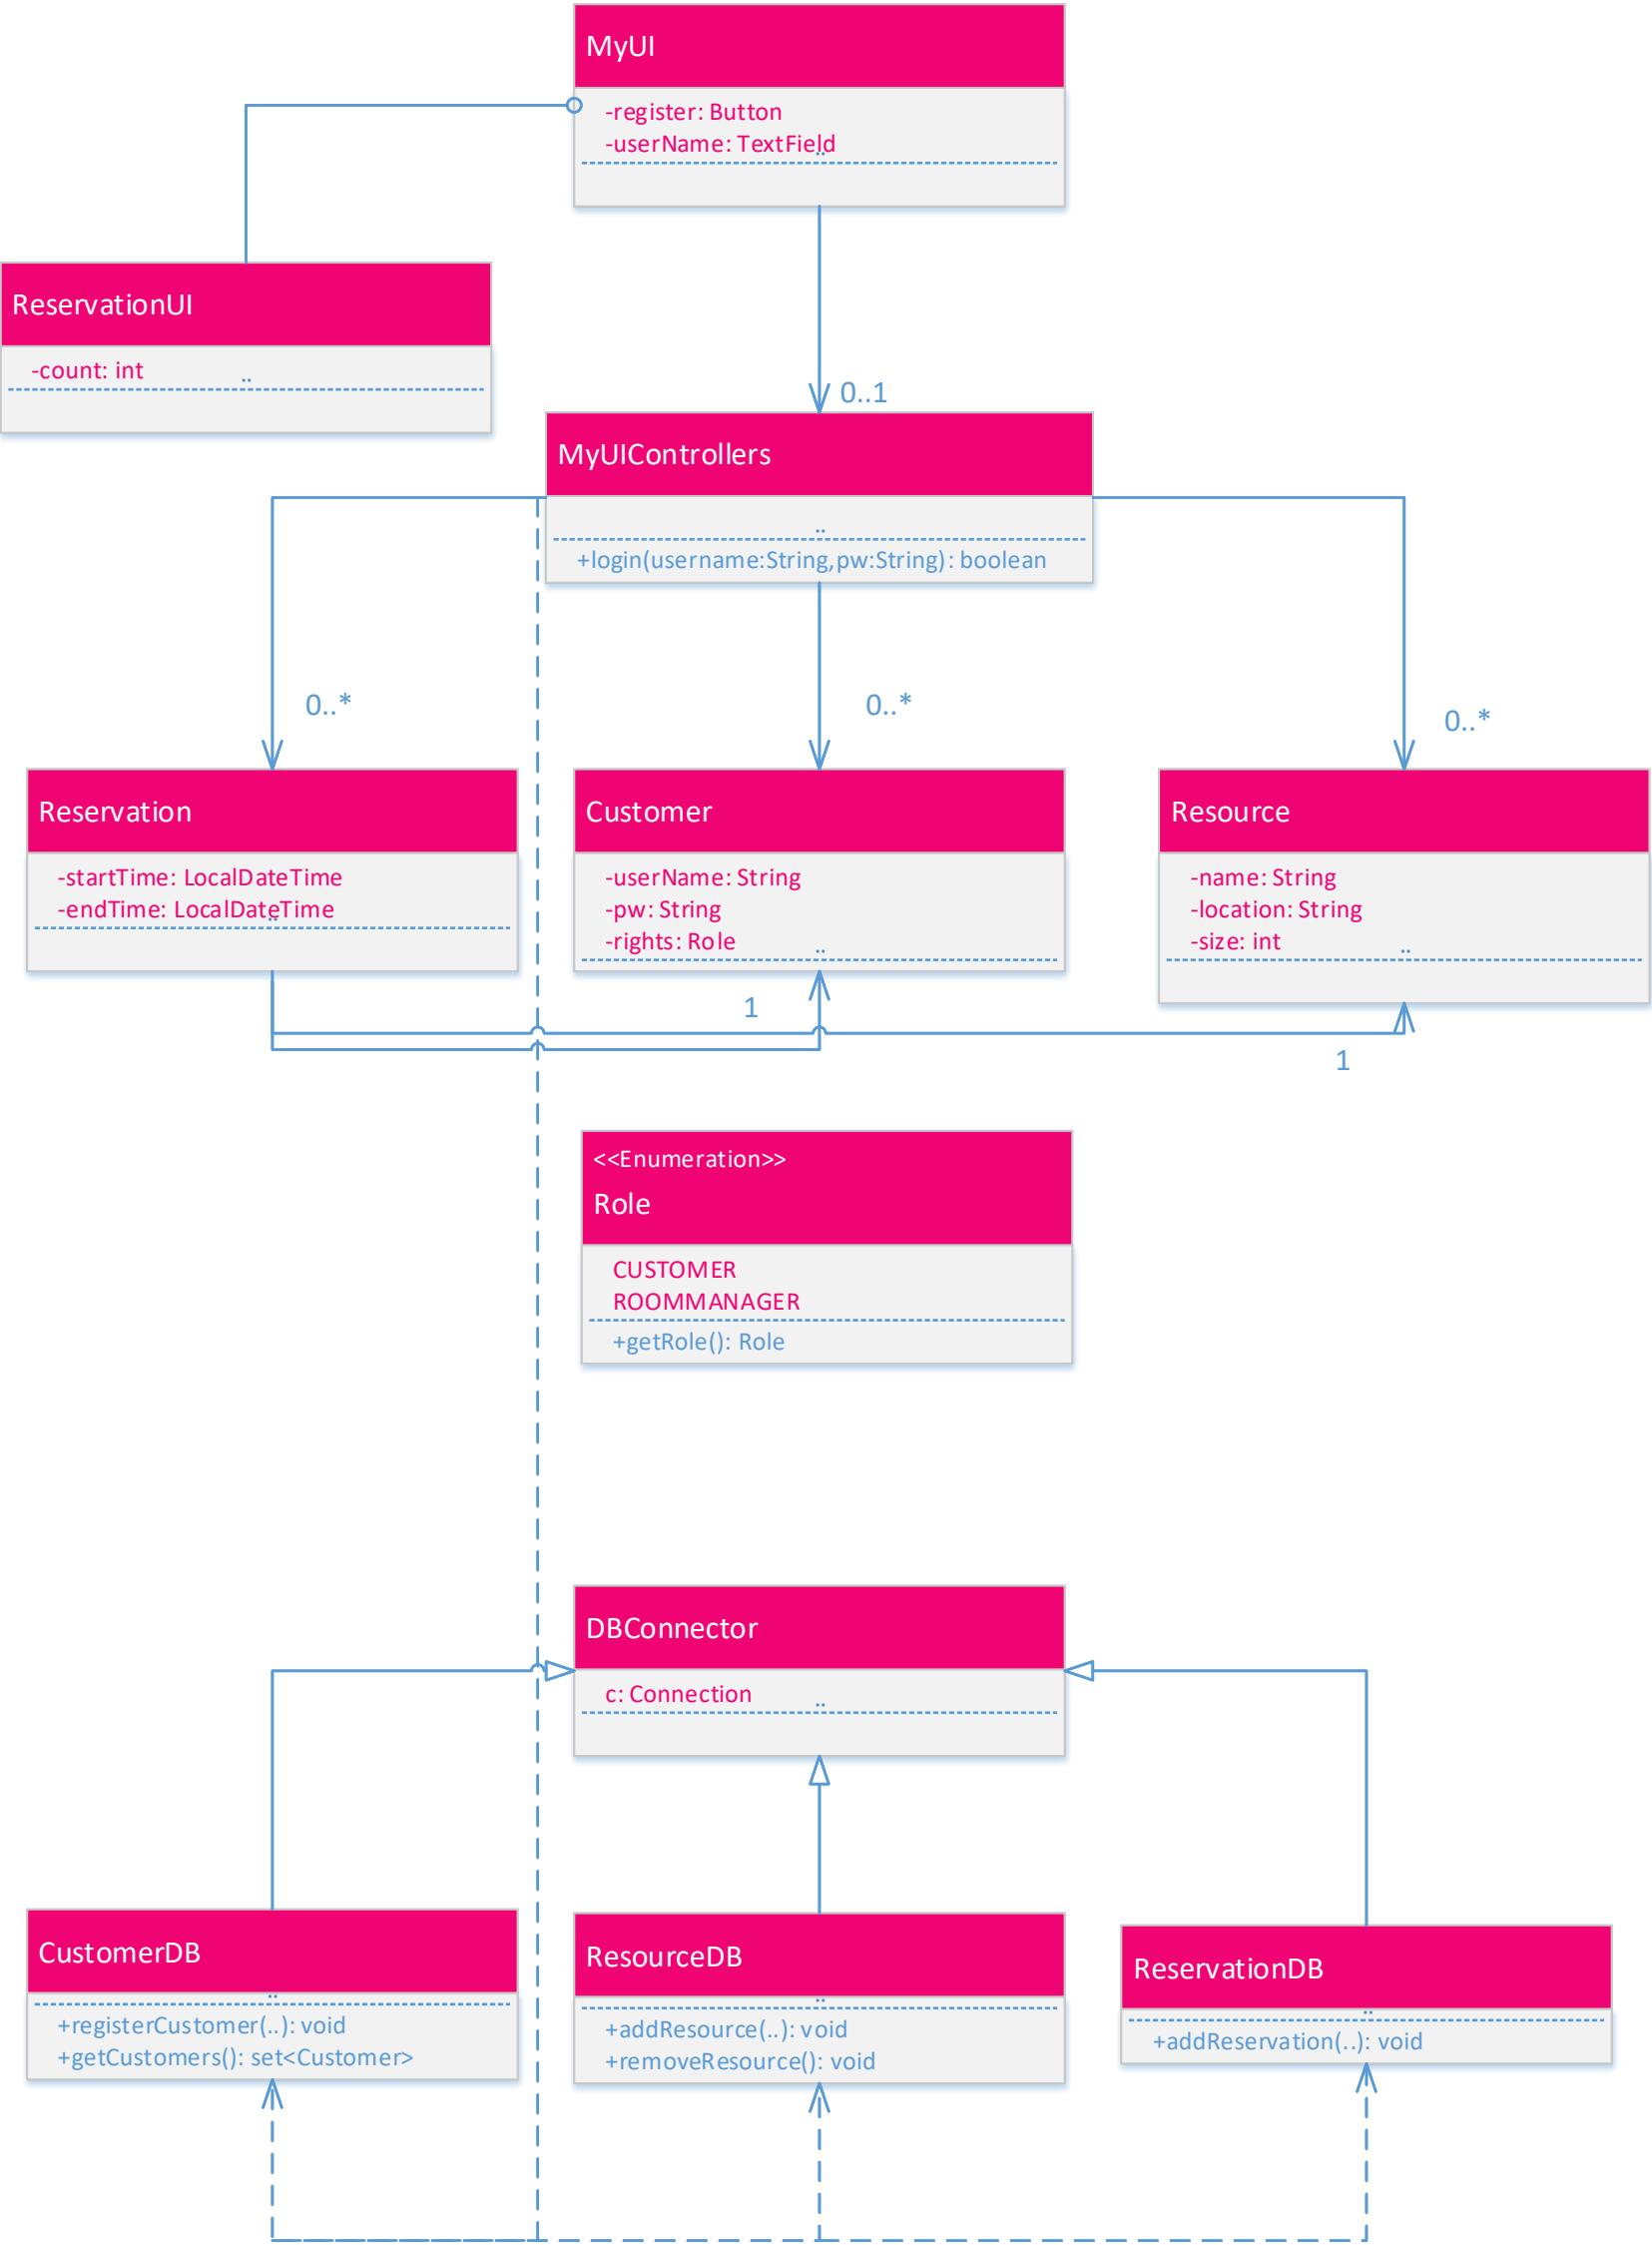 MyUI
-register: Button
-userName: TextField
..
ReservationUI
-count: int
..
0..1
MyUIControllers
..
+login(username:String,pw:String): boolean
0..*
0..*
0..*
Reservation
-startTime: LocalDateTime
-endTime: LocalDateTime
..
Customer
-userName: String
-pw: String
-rights: Role
..
Resource
-name: String
-location: String
-size: int
..
1
1
<<Enumeration>>
Role
CUSTOMER
ROOMMANAGER
+getRole(): Role
DBConnector
c: Connection
..
CustomerDB
..
+registerCustomer(..): void
+getCustomers(): set<Customer>
ResourceDB
..
+addResource(..): void
+removeResource(): void
ReservationDB
..
+addReservation(..): void